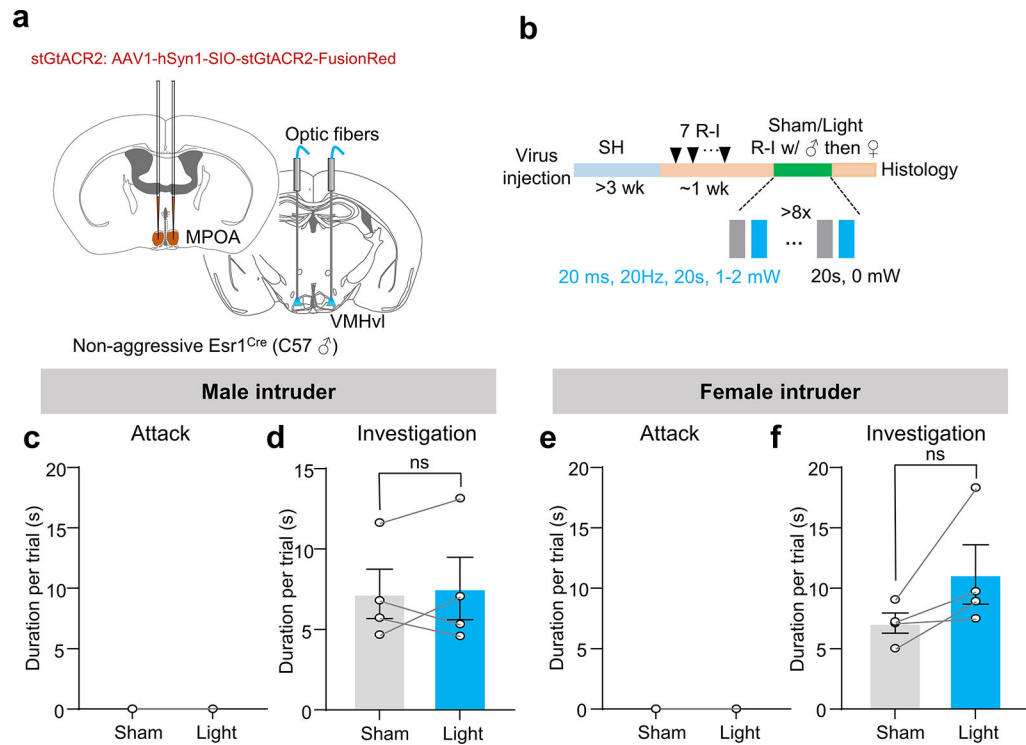 a
stGtACR2: AAV1-hSyn1-SIO-stGtACR2-FusionRed
Optic fibers
MPOA
VMHvl
Non-aggressive Esr1Cre (C57 ♂)
b
Virus injection
SH
>3 wk
7 R-I
...
~1 wk
Sham/Light
R-I w/ ♂ then ♀
Histology
>8x
...
20 ms, 20Hz, 20s, 1-2 mW
20s, 0 mW
Male intruder
Female intruder
c
Attack
Duration per trial (s)
20
15
10
5
0
Sham Light
d
Investigation
ns
Duration per trial (s)
15
10
5
0
Sham Light
e
Attack
Duration per trial (s)
20
15
10
5
0
Sham Light
f
Investigation
ns
Duration per trial (s)
20
15
10
5
0
Sham Light